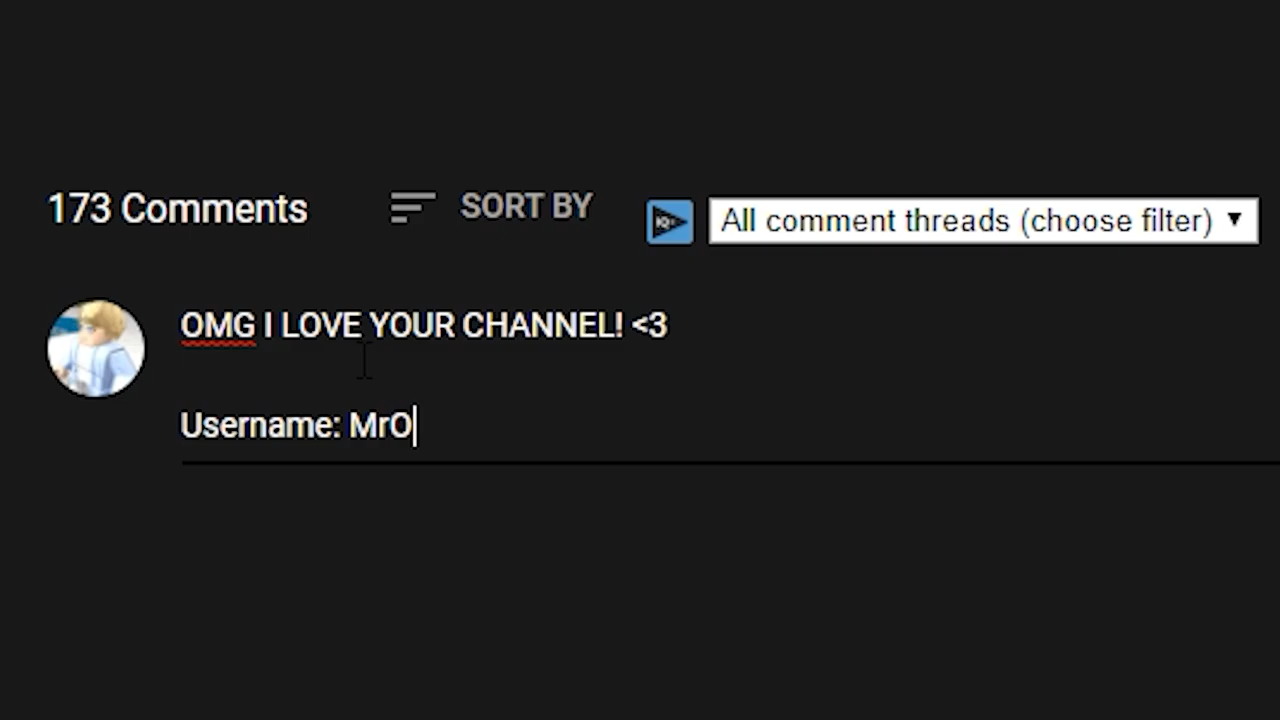 173 Comments SORT BY All comment threads (choose filter)
OMG I LOVE YOUR CHANNEL! <3
Username: MrO